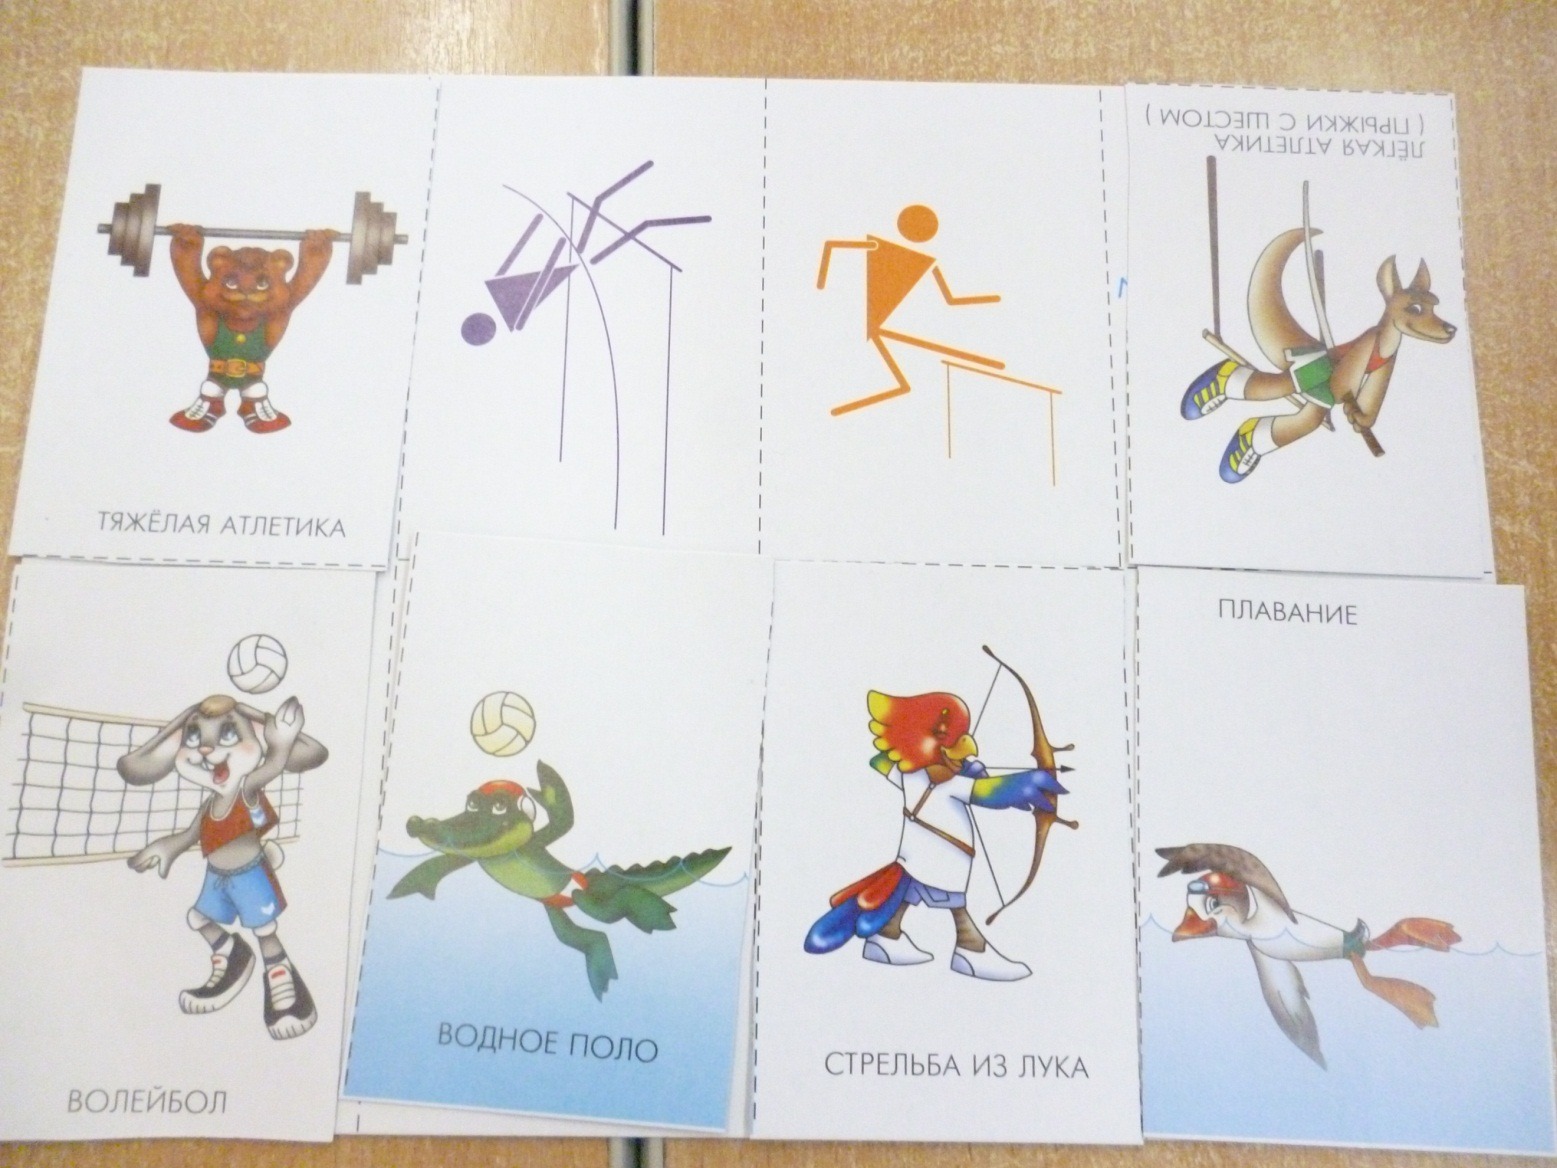 ТЯЖЁЛАЯ АТЛЕТИКА
ЛЁГКАЯ АТЛЕТИКА
( ПРЫЖКИ С ШЕСТОМ )
ВОЛЕЙБОЛ
ВОДНОЕ ПОЛО
СТРЕЛЬБА ИЗ ЛУКА
ПЛАВАНИЕ